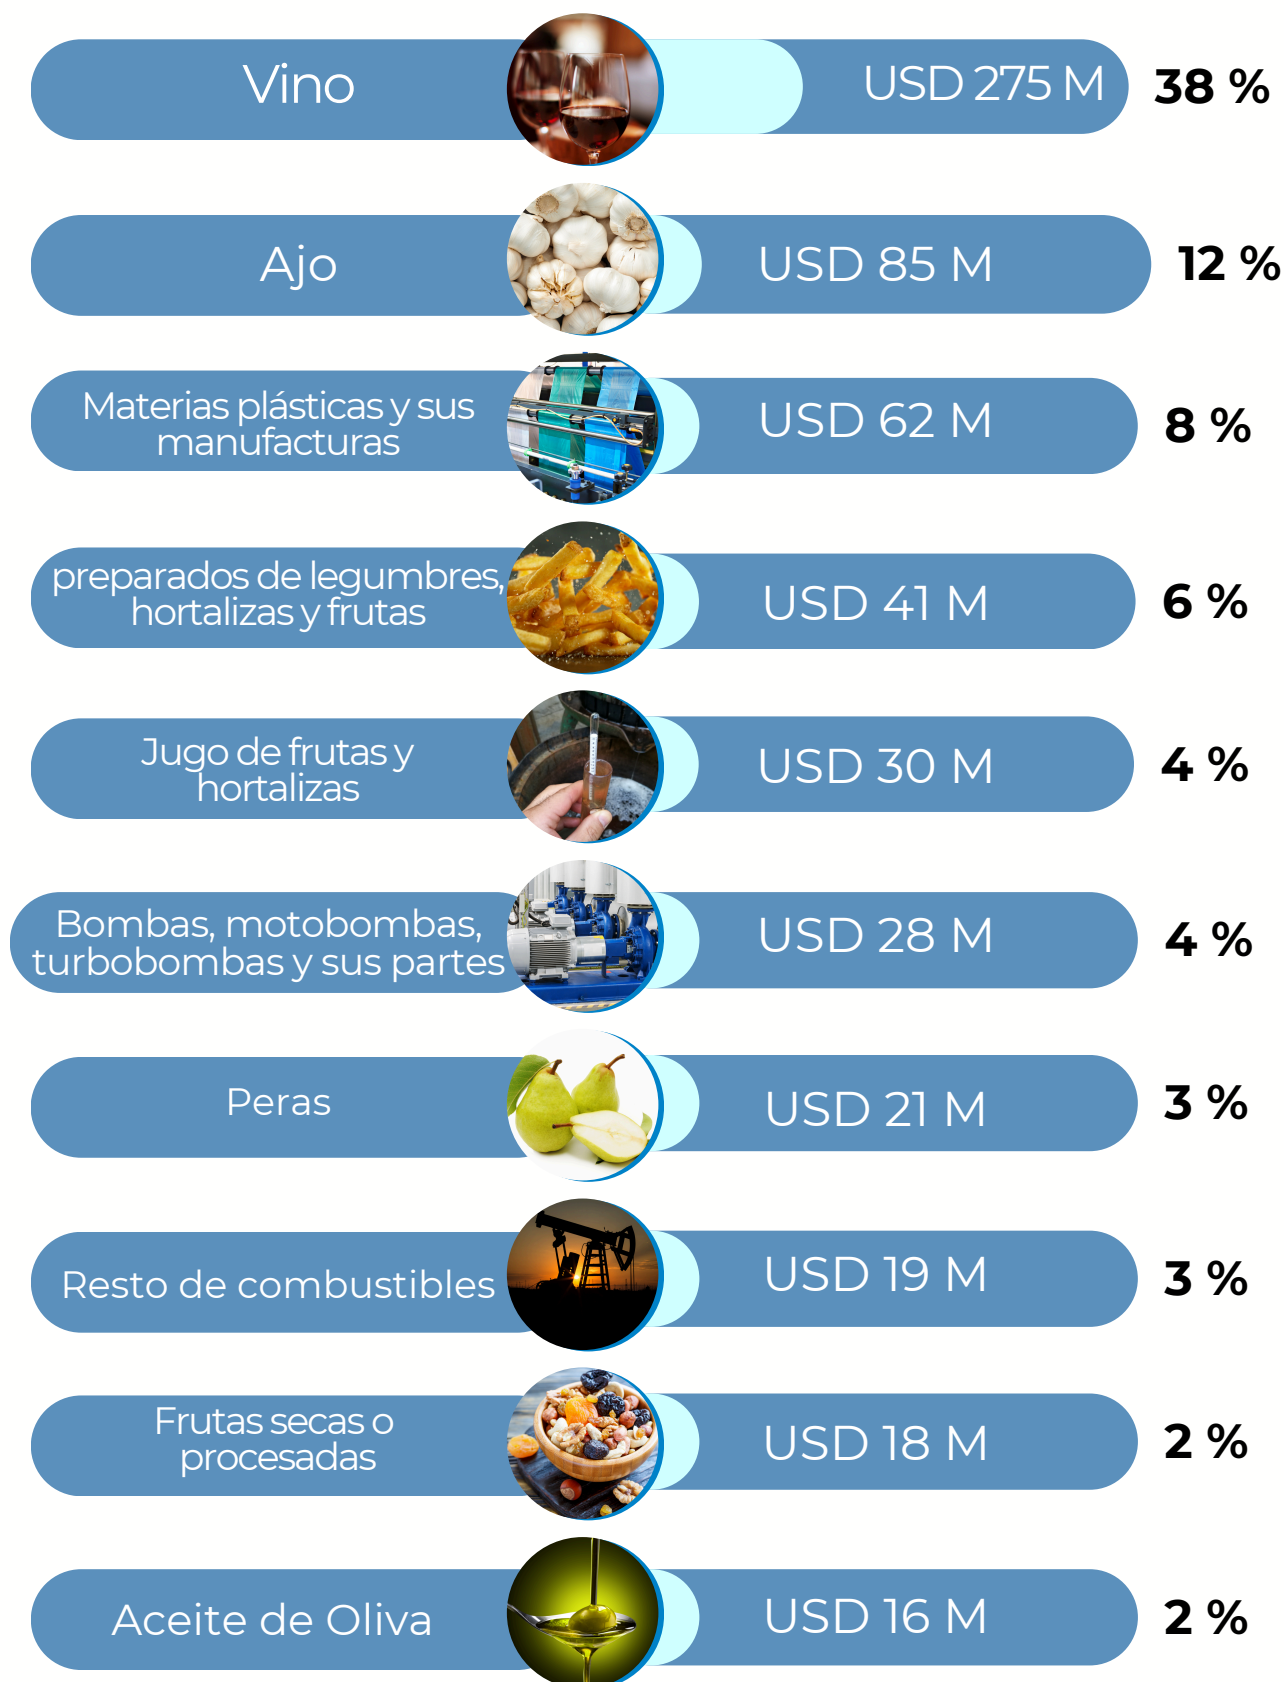 Vino
USD 275 M
38 %
Ajo
USD 85 M
12 %
Materias plásticas y sus
manufacturas
USD 62 M
8 %
preparados de legumbres,
hortalizas y frutas
USD 41 M
6 %
Jugo de frutas y
hortalizas
USD 30 M
4 %
Bombas, motobombas,
turbobombas y sus partes
USD 28 M
4 %
Peras
USD 21 M
3 %
Resto de combustibles
USD 19 M
3 %
Frutas secas o
procesadas
USD 18 M
2 %
Aceite de Oliva
USD 16 M
2 %